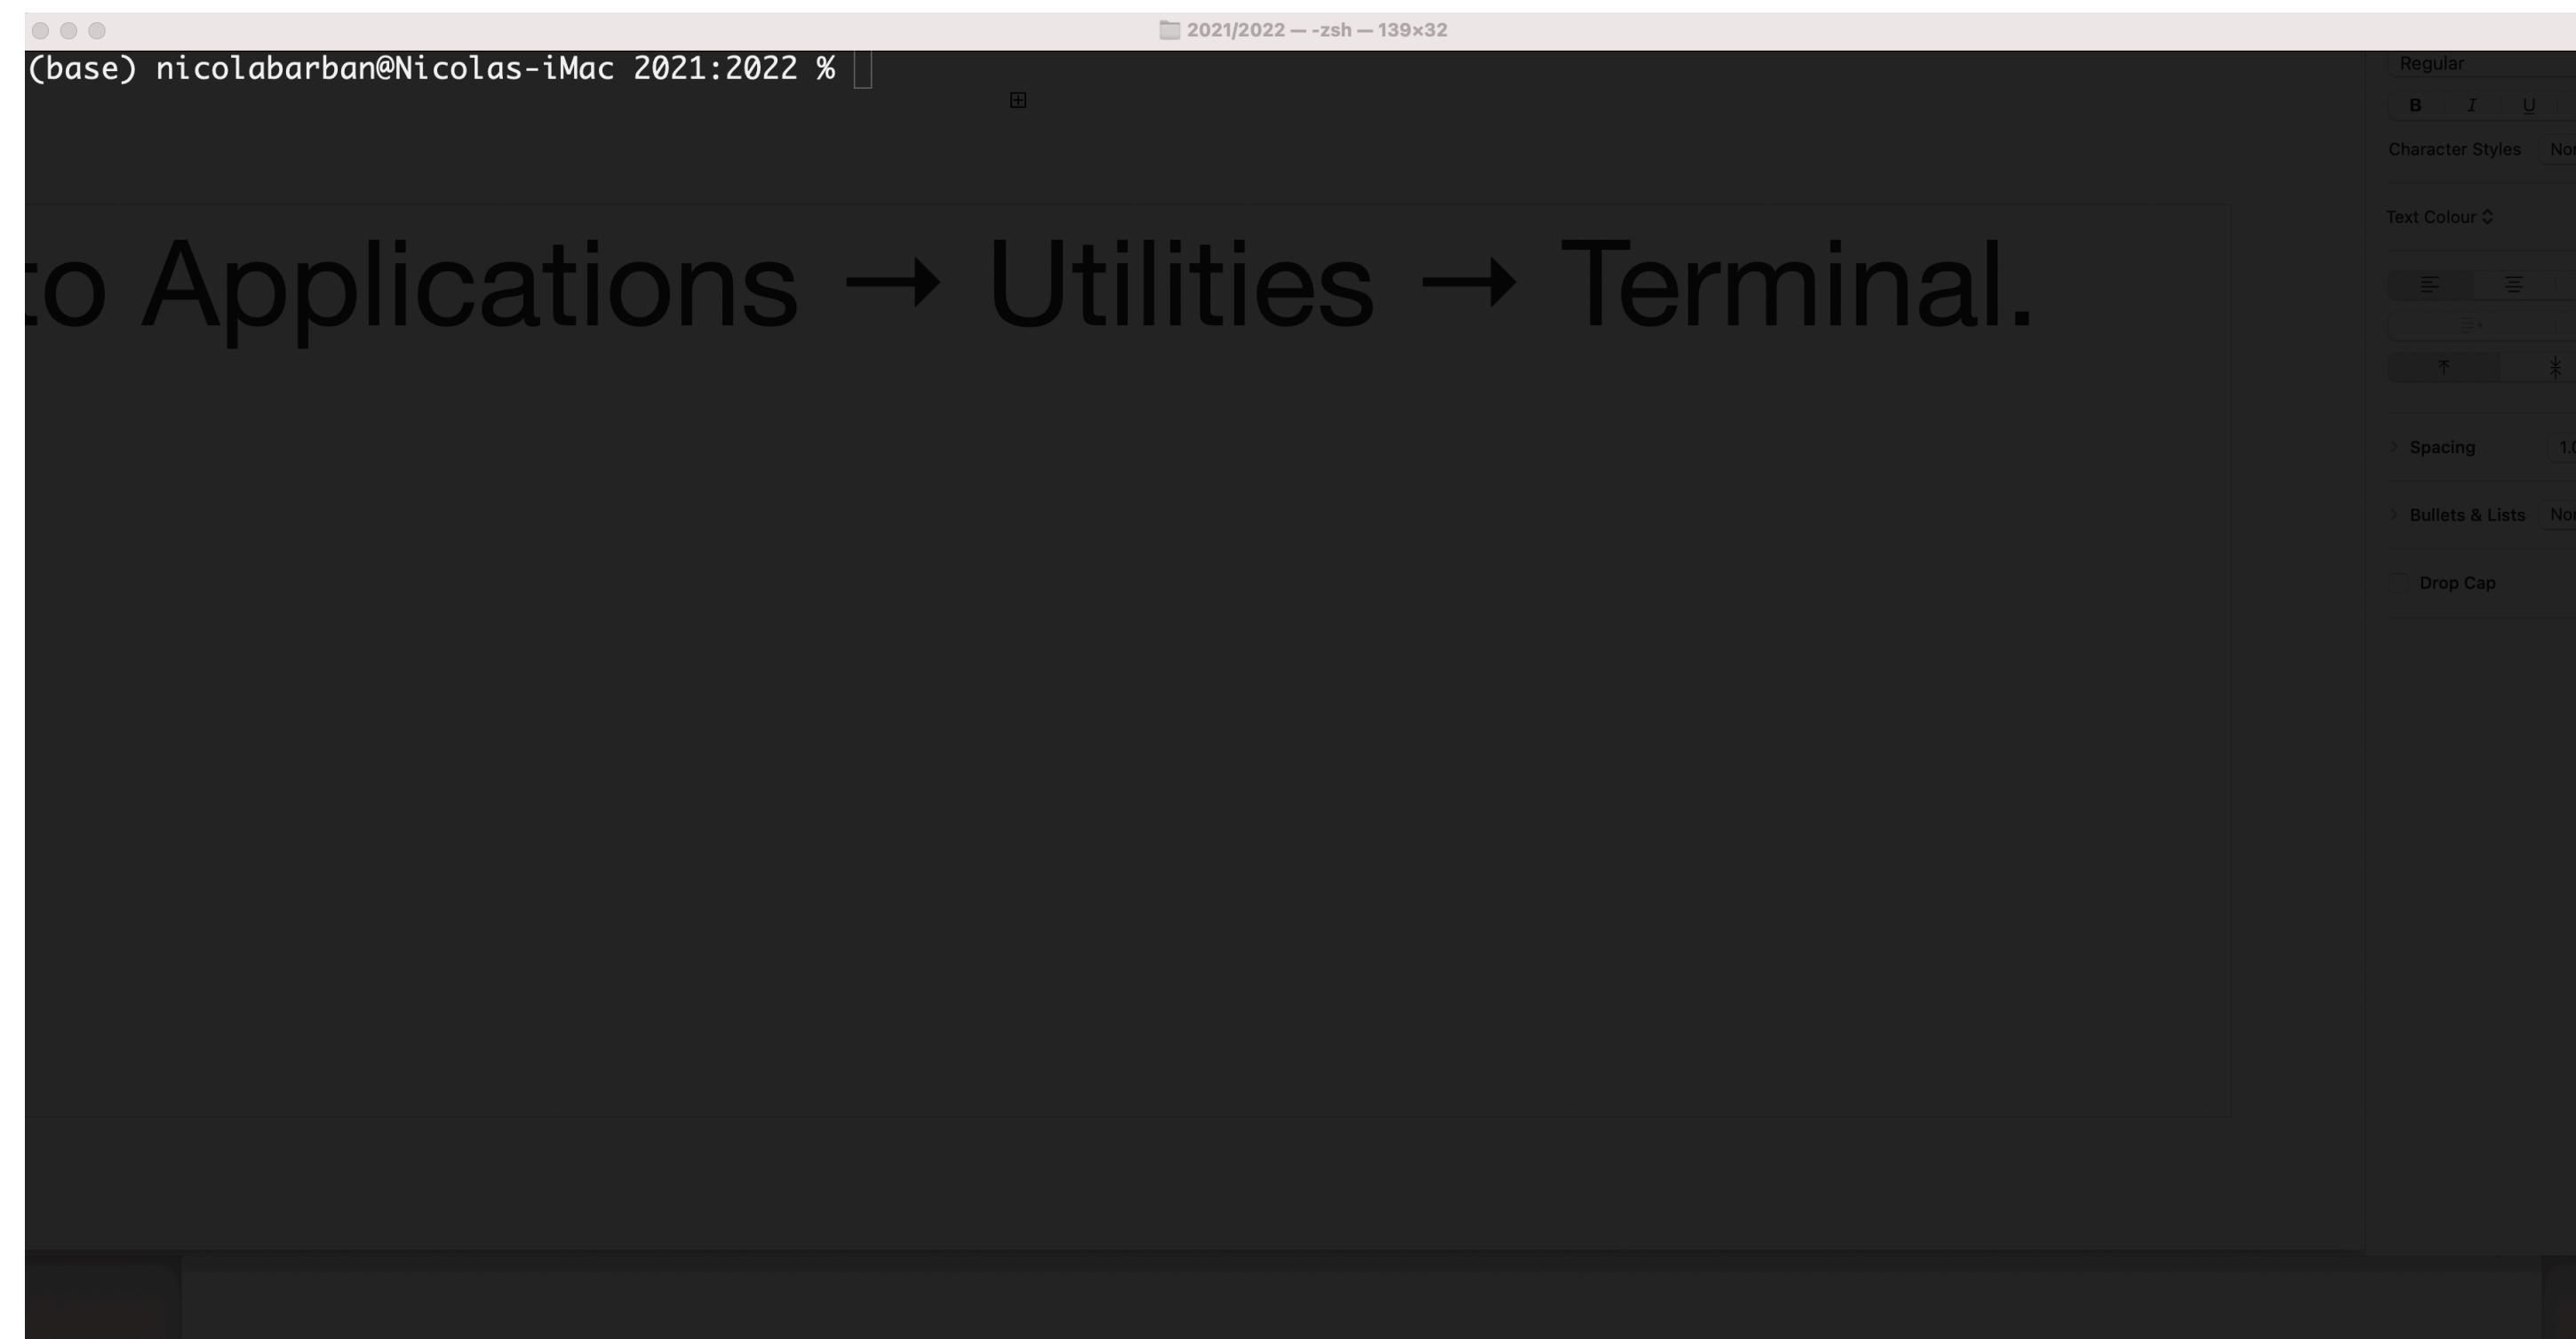 2021/2022 — -zsh — 139×32
(base) nicolabarban@Nicolas-iMac 2021:2022 %
Regular
B I U
Character Styles
Text Colour
to Applications → Utilities → Terminal.
Spacing
Bullets & Lists
Drop Cap